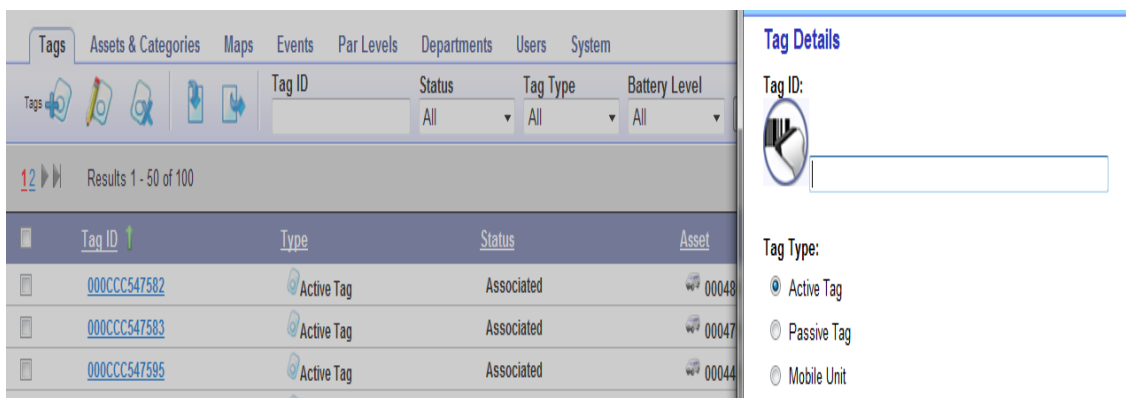 Tags Assets & Categories Maps Events Par Levels Departments Users System
Tags
Tag ID Status Tag Type Battery Level
All All All
1 2 Results 1 - 50 of 100
Tag ID Type Status Asset
000CCC547582 Active Tag Associated 00048
000CCC547583 Active Tag Associated 00047
000CCC547595 Active Tag Associated 00044
Tag Details
Tag ID:
Tag Type:
Active Tag
Passive Tag
Mobile Unit